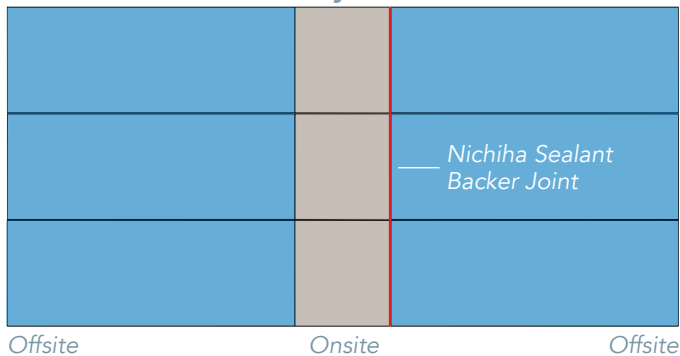 Nichiha Sealant
Backer Joint
Offsite
Onsite
Offsite